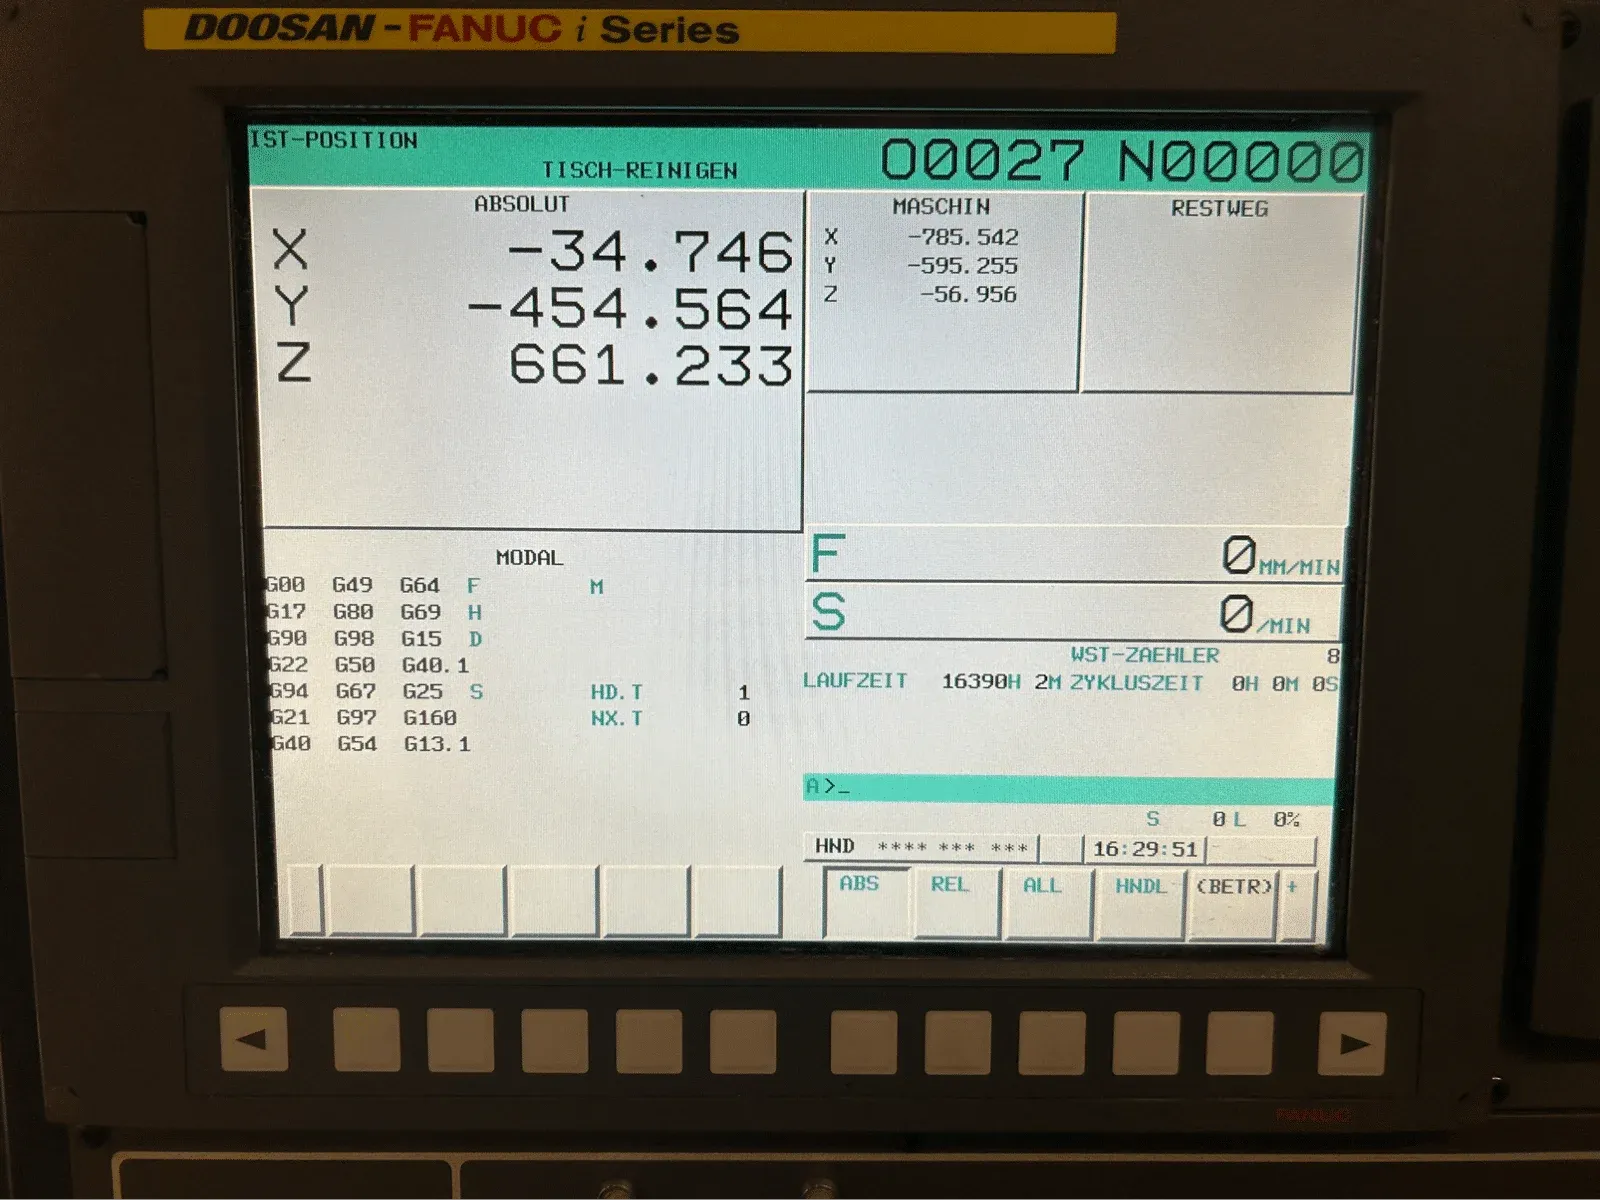 DOOSAN-FANUC i Series
IST-POSITION
TISCH-REINIGEN
O0027 N00000
ABSOLUT
X -34.746
Y -454.564
Z 661.233
MASCHIN
X -785.542
Y -595.255
Z -56.956
RESTWEG
MODAL
G00 G49 G64 F M
G17 G80 G69 H
G90 G98 G15 D
G22 G50 G40.1
G94 G67 G25 S HD.T 1
G21 G97 G160 NX.T 0
G40 G54 G13.1
F 0 MM/MIN
S 0 /MIN
WST-ZAEHLER 8
LAUFZEIT 16390H 2M ZYKLUSZEIT 0H 0M 0S
A>_
S 0 L 0%
HND **** *** *** 16:29:51
ABS REL ALL HNDL (BETR) +
FANUC